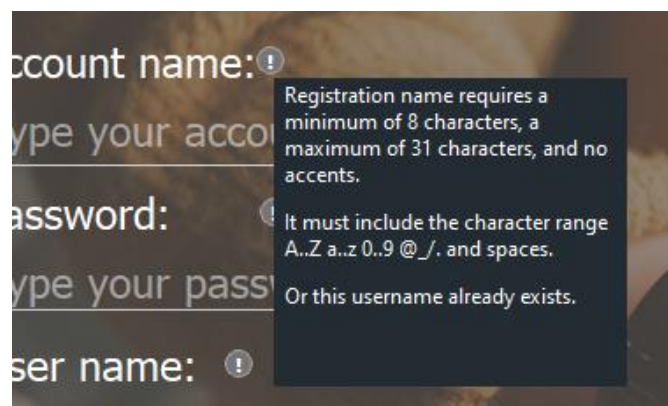 ccount name:
Registration name requires a
minimum of 8 characters, a
maximum of 31 characters, and no
accents.
It must include the character range
A..Z a..z 0..9 @_/. and spaces.
Or this username already exists.
ype your accou
assword:
ype your passw
ser name: